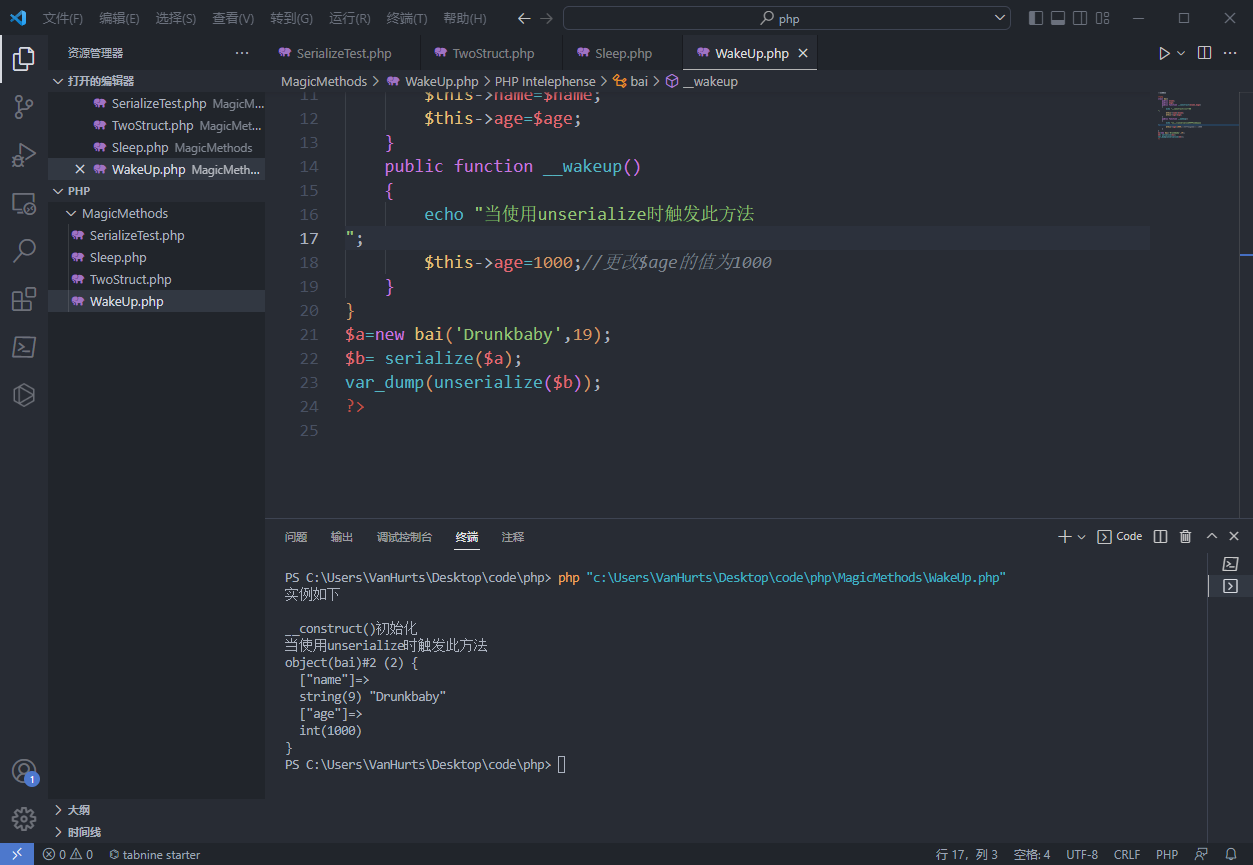 文件(F) 编辑(E) 选择(S) 查看(V) 转到(G) 运行(R) 终端(T) 帮助(H) php
资源管理器
SerializeTest.php TwoStruct.php Sleep.php WakeUp.php
打开的编辑器
SerializeTest.php MagicM...
TwoStruct.php MagicMet...
Sleep.php MagicMethods
WakeUp.php MagicMeth...
PHP
MagicMethods
SerializeTest.php
Sleep.php
TwoStruct.php
WakeUp.php
大纲
时间线
MagicMethods > WakeUp.php > PHP Intelephense > bai > __wakeup
11 $this->name=$name;
12 $this->age=$age;
13 }
14 public function __wakeup()
15 {
16 echo "当使用unserialize时触发此方法
17 ";
18 $this->age=1000;//更改$age的值为1000
19 }
20 }
21 $a=new bai('Drunkbaby',19);
22 $b= serialize($a);
23 var_dump(unserialize($b));
24 ?>
25
问题 输出 调试控制台 终端 注释 Code
PS C:\Users\VanHurts\Desktop\code\php> php "c:\Users\VanHurts\Desktop\code\php\MagicMethods\WakeUp.php"
实例如下
__construct()初始化
当使用unserialize时触发此方法
object(bai)#2 (2) {
["name"]=>
string(9) "Drunkbaby"
["age"]=>
int(1000)
}
PS C:\Users\VanHurts\Desktop\code\php>
1
0 0 tabnine starter 行 17，列 3 空格: 4 UTF-8 CRLF PHP